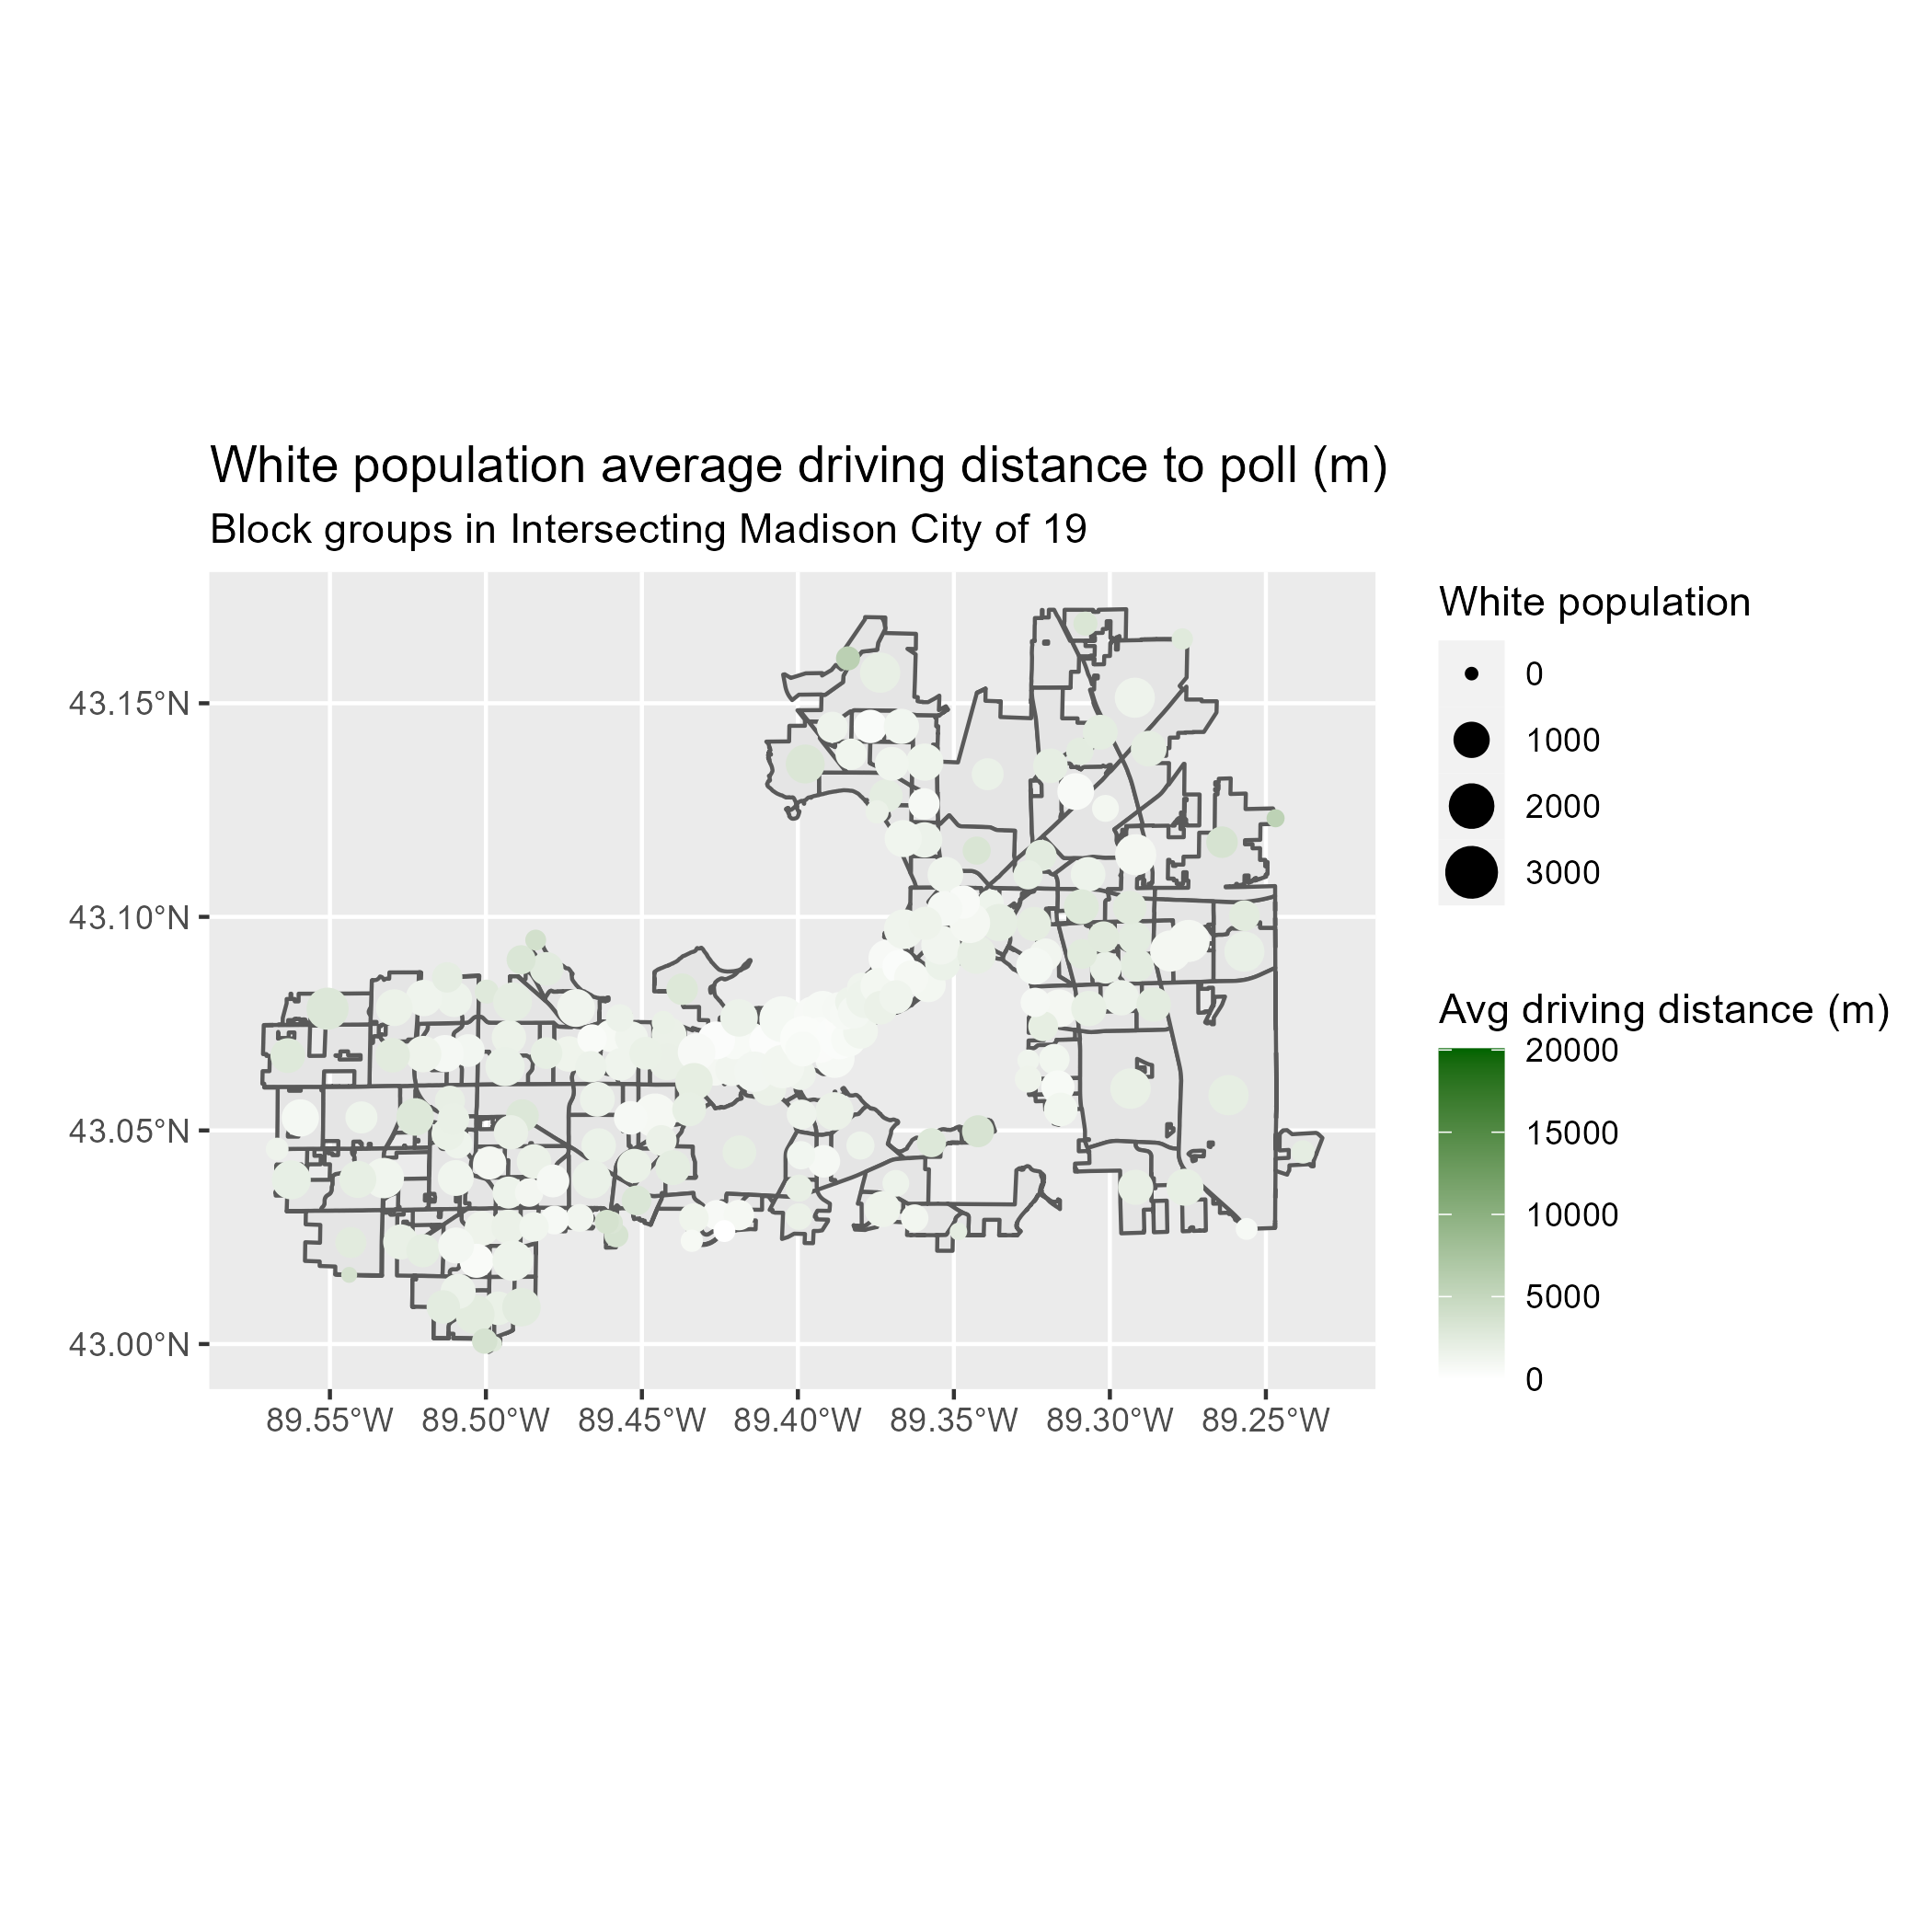 White population average driving distance to poll (m)
Block groups in Intersecting Madison City of 19
White population
0
1000
2000
3000
Avg driving distance (m)
20000
15000
10000
5000
0
43.15°N
43.10°N
43.05°N
43.00°N
89.55°W 89.50°W 89.45°W 89.40°W 89.35°W 89.30°W 89.25°W